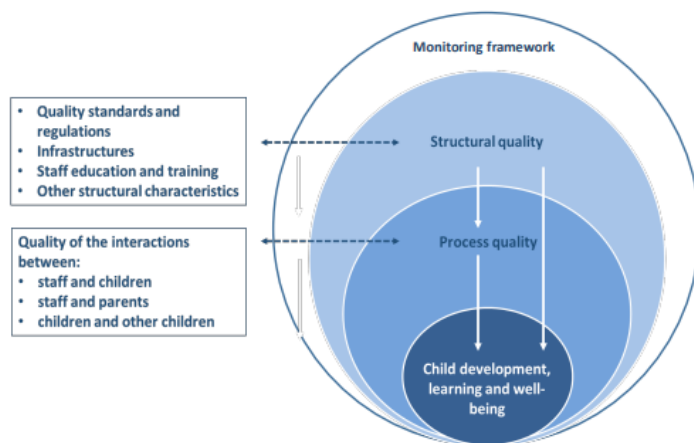 Monitoring framework
• Quality standards and
regulations
• Infrastructures
• Staff education and training
• Other structural characteristics
Structural quality
Quality of the interactions
between:
• staff and children
• staff and parents
• children and other children
Process quality
Child development,
learning and well-
being